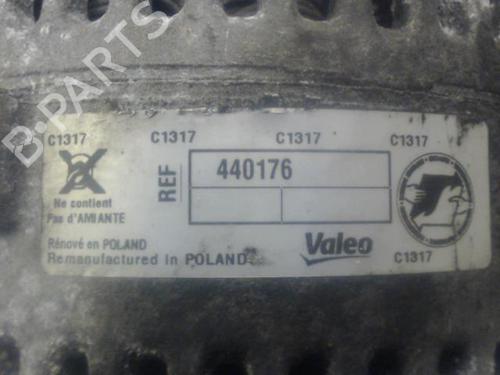 B-PARTS
C1317 C1317 C1317 C1317
REF 440176
Ne contient
Pas d'AMIANTE
Rénové en POLAND
Remanufactured in POLAND
Valeo
C1317